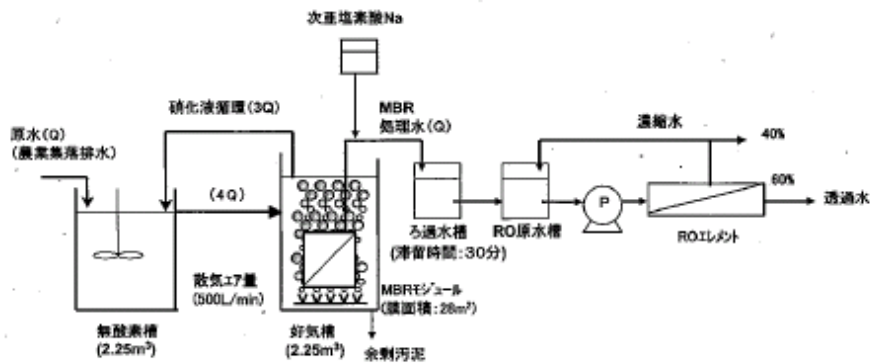 次亜塩素酸Na
硝化液循環(3Q)
MBR
処理水(Q)
原水(Q)
(農業集落排水)
濃縮水
40%
(4Q)
60%
透過水
P
ろ過水槽
(滞留時間:30分)
RO原水槽
ROエレメント
散気エア量
(500L/min)
MBRモジュール
(膜面積:28m²)
無酸素槽
(2.25m³)
好気槽
(2.25m³)
余剰汚泥